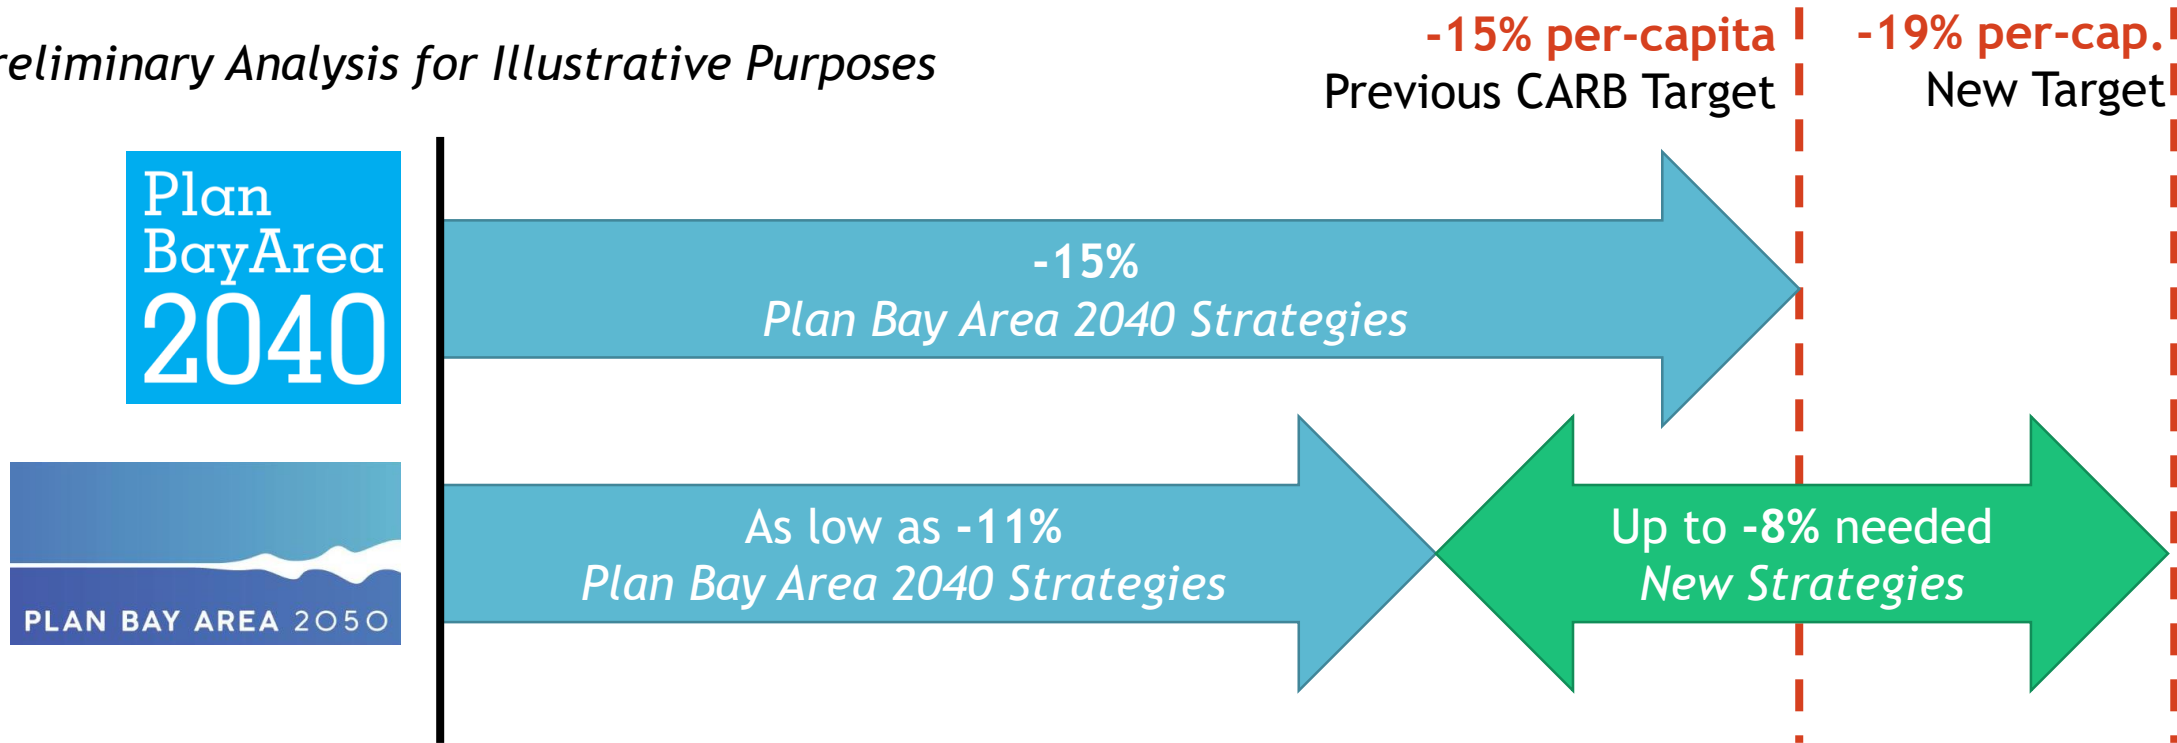 -15% per-capita
Previous CARB Target
-19% per-cap.
New Target
reliminary Analysis for Illustrative Purposes
Plan
BayArea
2040
-15%
Plan Bay Area 2040 Strategies
PLAN BAY AREA 2050
As low as -11%
Plan Bay Area 2040 Strategies
Up to -8% needed
New Strategies